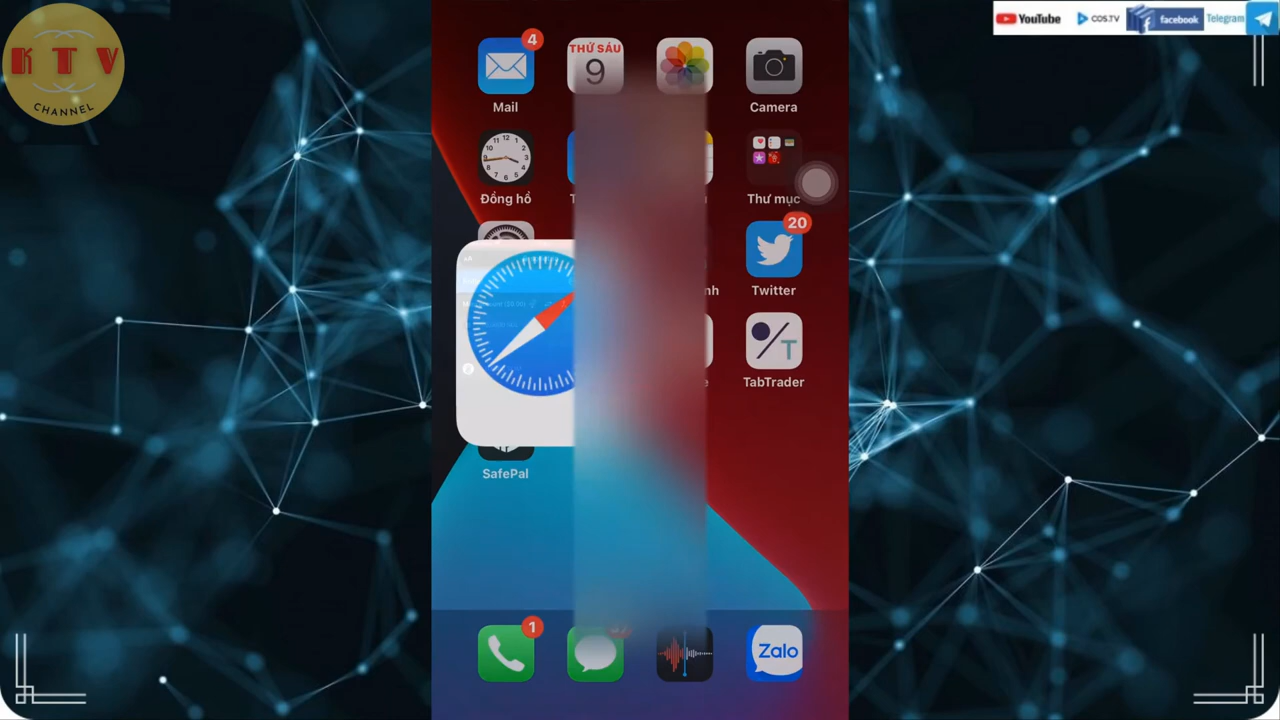 K T V
CHANNEL
YouTube
COS.TV
facebook
Telegram
4
THỨ SÁU
9
Mail
Camera
Đồng hồ
Thư mục
20
nh
Twitter
T
TabTrader
SafePal
1
Zalo